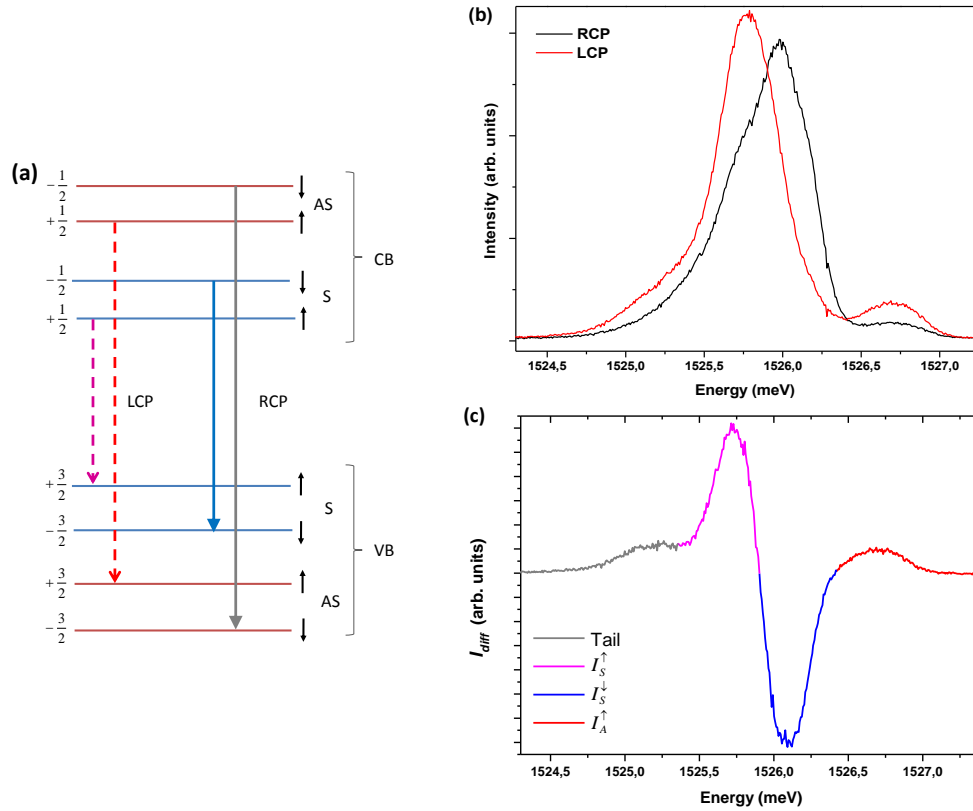 (a)
−1/2
AS
+1/2
CB
−1/2
S
+1/2
LCP
RCP
+3/2
S
−3/2
VB
+3/2
AS
−3/2
(b)
RCP
LCP
Intensity (arb. units)
1524,5 1525,0 1525,5 1526,0 1526,5 1527,0
Energy (meV)
(c)
I_diff (arb. units)
Tail
I_S^↑
I_S^↓
I_A^↑
1524,5 1525,0 1525,5 1526,0 1526,5 1527,0
Energy (meV)